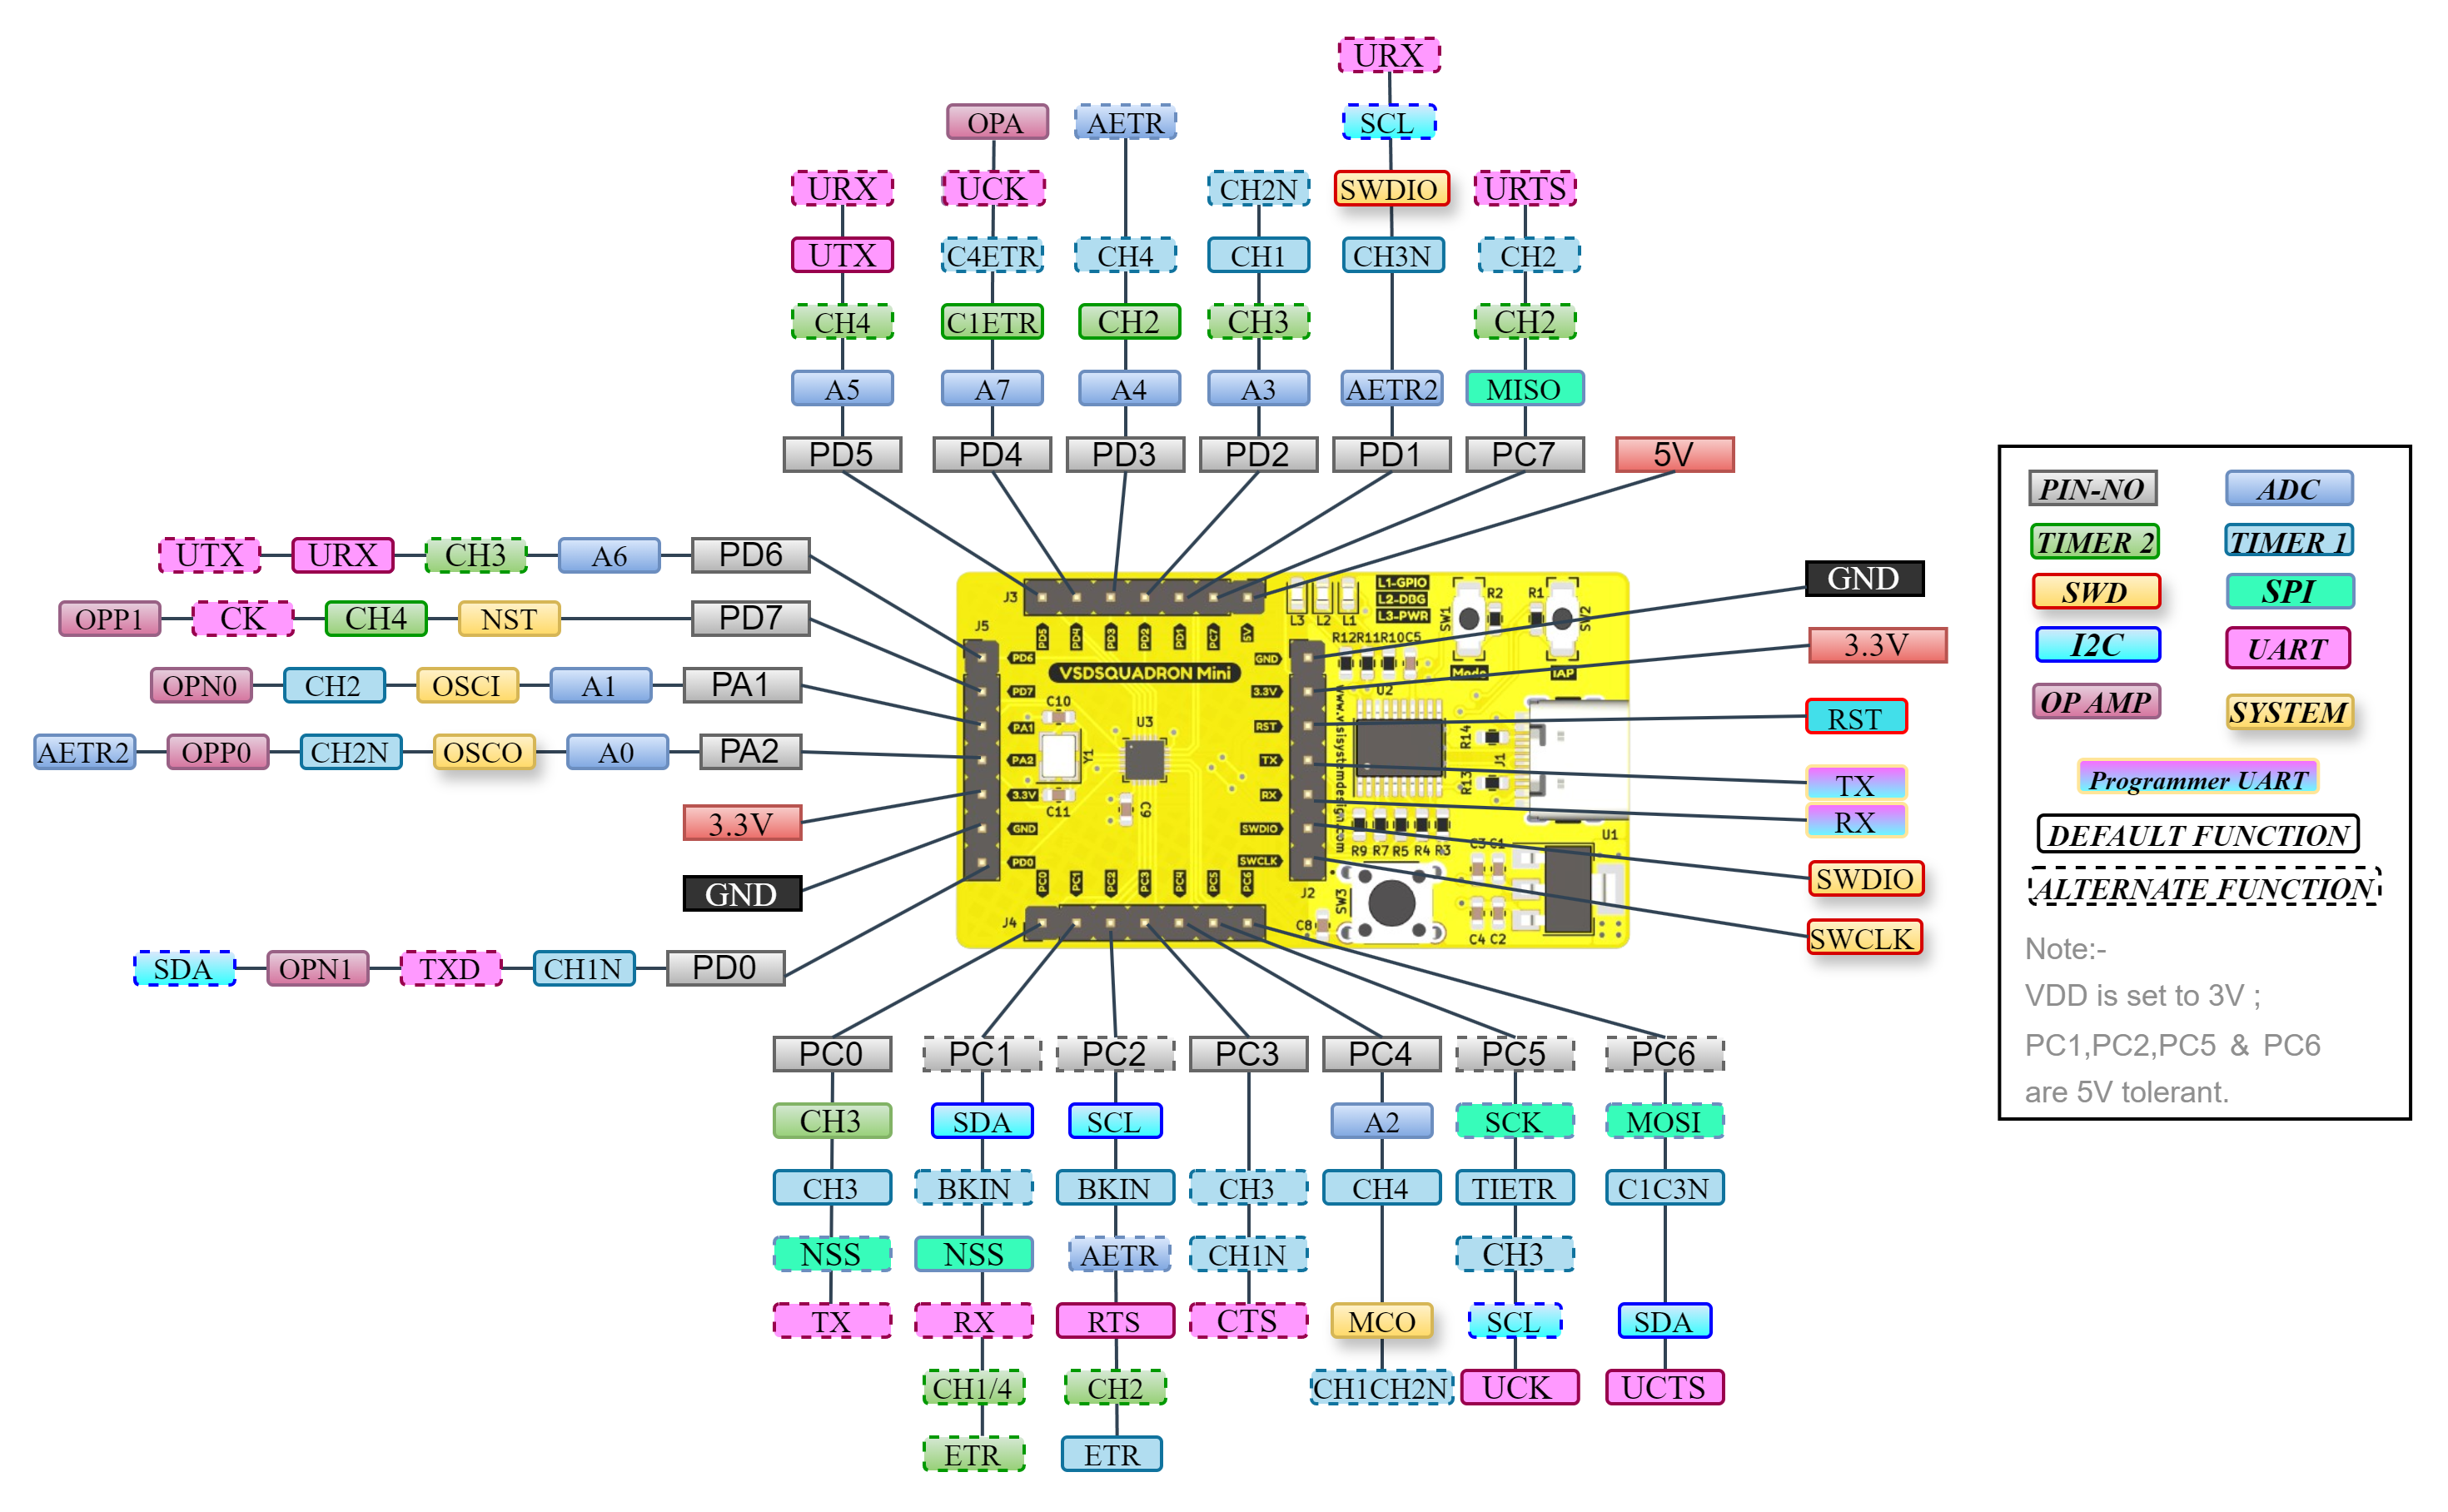 URX
OPA
AETR
SCL
URX
UCK
CH2N
SWDIO
URTS
UTX
C4ETR
CH4
CH1
CH3N
CH2
CH4
C1ETR
CH2
CH3
CH2
A5
A7
A4
A3
AETR2
MISO
PD5
PD4
PD3
PD2
PD1
PC7
5V
UTX
URX
CH3
A6
PD6
OPP1
CK
CH4
NST
PD7
OPN0
CH2
OSCI
A1
PA1
AETR2
OPP0
CH2N
OSCO
A0
PA2
3.3V
GND
SDA
OPN1
TXD
CH1N
PD0
J3
PD5
PD4
PD3
PD2
PD1
PC7
5V
L3
L2
L1
L1-GPIO
L2-DBG
L3-PWR
SW1
R2
R1
SW2
R12
R11
R10
C5
Mode
IAP
J5
PD6
PD7
PA1
PA2
3.3V
GND
PD0
VSDSQUADRON Mini
C10
U3
Y1
C11
C9
GND
3.3V
RST
TX
RX
SWDIO
SWCLK
www.vlsisystemdesign.com
U2
R14
J1
R13
R9
R7
R5
R4
R3
C3
C1
U1
J2
SW3
C8
C4
C2
J4
PC0
PC1
PC2
PC3
PC4
PC5
PC6
GND
3.3V
RST
TX
RX
SWDIO
SWCLK
PC0
PC1
PC2
PC3
PC4
PC5
PC6
CH3
SDA
SCL
A2
SCK
MOSI
CH3
BKIN
BKIN
CH3
CH4
TIETR
C1C3N
NSS
NSS
AETR
CH1N
CH3
TX
RX
RTS
CTS
MCO
SCL
SDA
CH1/4
CH2
CH1CH2N
UCK
UCTS
ETR
ETR
PIN-NO
ADC
TIMER 2
TIMER 1
SWD
SPI
I2C
UART
OP AMP
SYSTEM
Programmer UART
DEFAULT FUNCTION
ALTERNATE FUNCTION
Note:-
VDD is set to 3V ;
PC1,PC2,PC5 & PC6
are 5V tolerant.